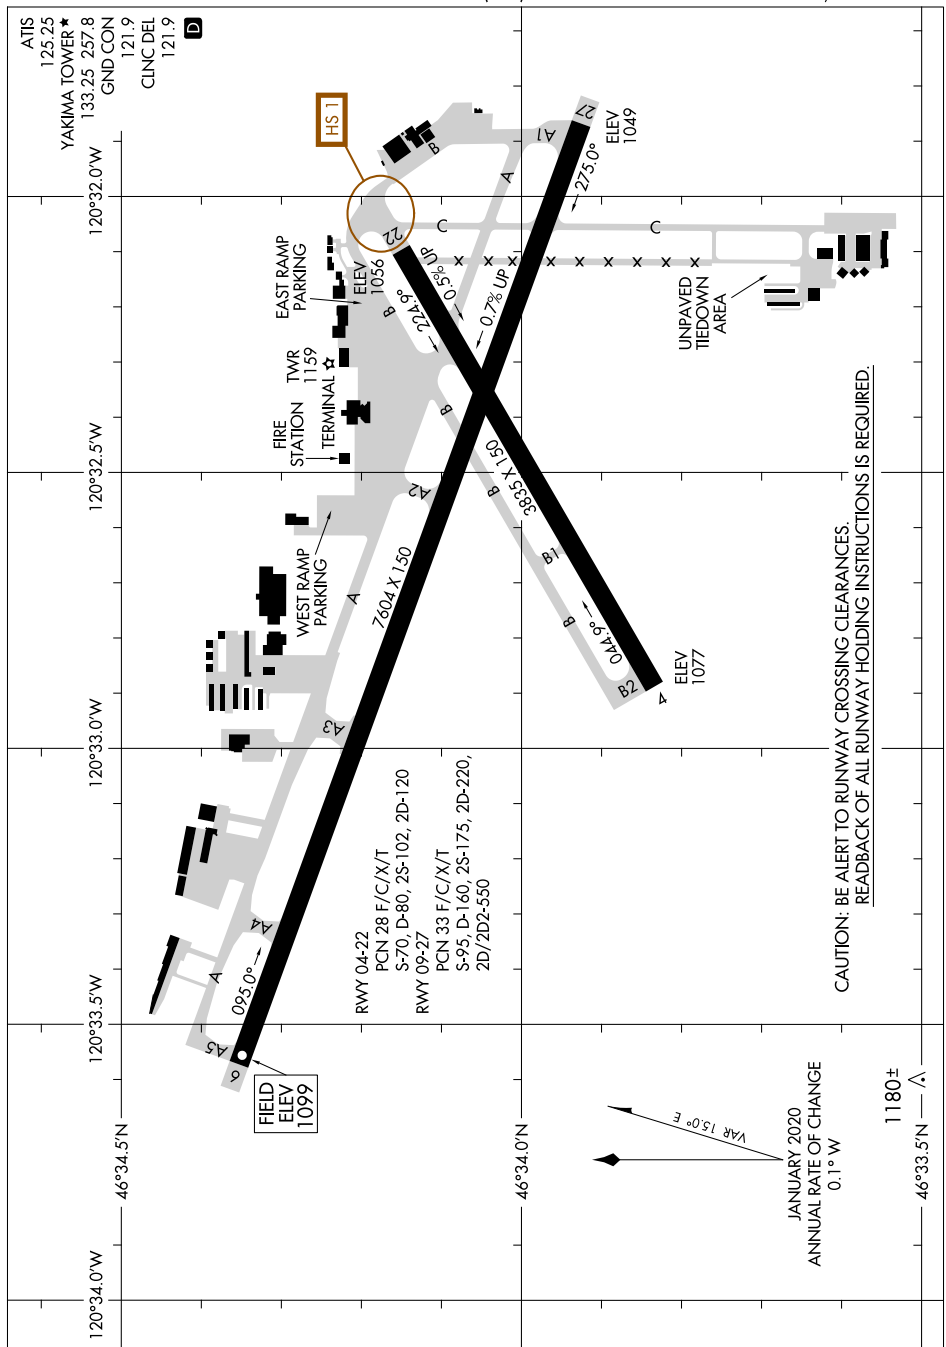 ATIS
125.25
YAKIMA TOWER★
133.25 257.8
GND CON
121.9
CLNC DEL
121.9
D
HS 1
120°32.0'W
120°32.5'W
120°33.0'W
120°33.5'W
120°34.0'W
46°34.5'N
46°34.0'N
46°33.5'N
EAST RAMP
PARKING
ELEV
1056
22
TWR
1159
TERMINAL
FIRE
STATION
WEST RAMP
PARKING
B
B
B
B
B
B1
B2
A
A
A
A1
A2
A3
A4
A5
C
C
X X X X X X X X X
27
ELEV
1049
275.0°
0.7% UP
0.5% UP
224.9°
3835 X 150
7604 X 150
044.9°
4
ELEV
1077
095.0°
9
FIELD
ELEV
1099
UNPAVED
TIEDOWN
AREA
RWY 04-22
PCN 28 F/C/X/T
S-70, D-80, 2S-102, 2D-120
RWY 09-27
PCN 33 F/C/X/T
S-95, D-160, 2S-175, 2D-220,
2D/2D2-550
CAUTION: BE ALERT TO RUNWAY CROSSING CLEARANCES.
READBACK OF ALL RUNWAY HOLDING INSTRUCTIONS IS REQUIRED.
VAR 15.0° E
JANUARY 2020
ANNUAL RATE OF CHANGE
0.1° W
1180±